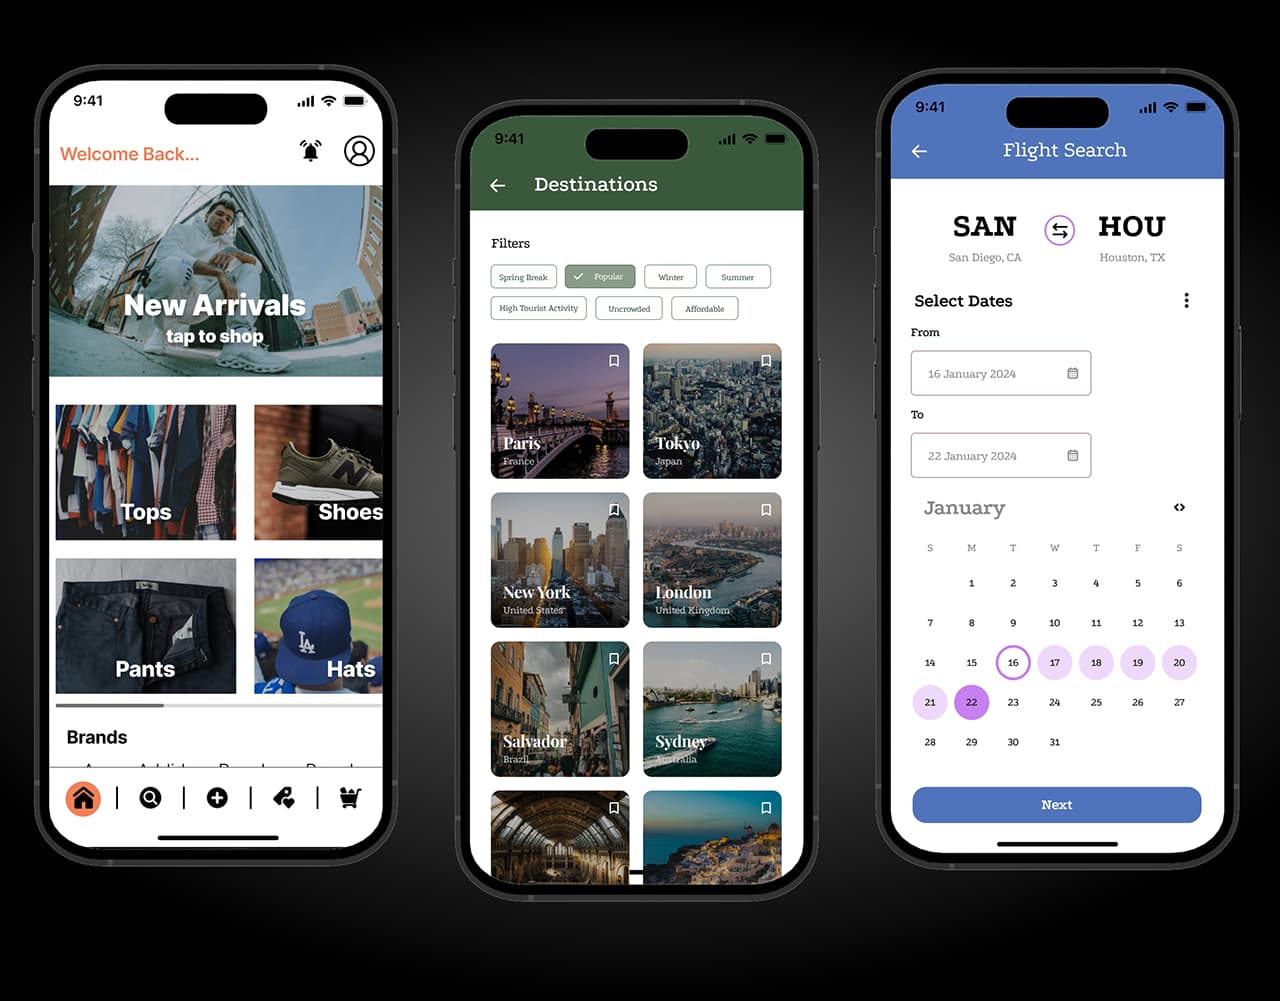 9:41
Welcome Back...
New Arrivals
tap to shop
Tops
Shoes
Pants
LA
Hats
Brands
9:41
Destinations
Filters
Spring Break
Popular
Winter
Summer
High Tourist Activity
Uncrowded
Affordable
Paris
France
Tokyo
Japan
New York
United States
London
United Kingdom
Salvador
Brazil
Sydney
Australia
9:41
Flight Search
SAN
HOU
San Diego, CA
Houston, TX
Select Dates
From
16 January 2024
To
22 January 2024
January
S M T W T F S
1 2 3 4 5 6
7 8 9 10 11 12 13
14 15 16 17 18 19 20
21 22 23 24 25 26 27
28 29 30 31
Next